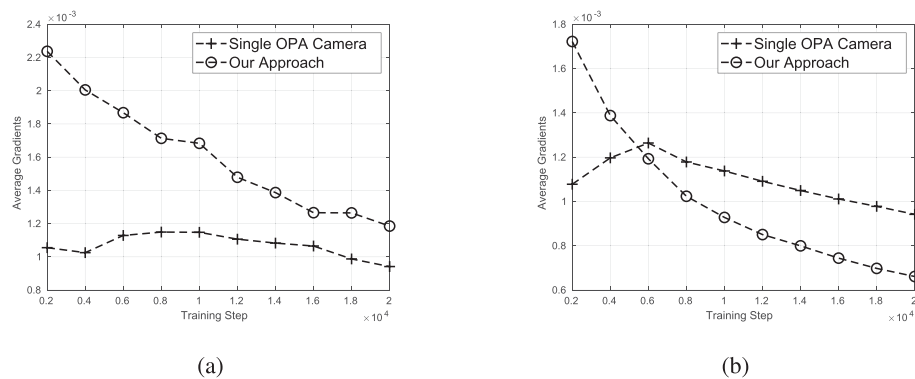 ×10⁻³
2.4
2.2
2
1.8
1.6
1.4
1.2
1
0.8
Average Gradients
Single OPA Camera
Our Approach
0.2 0.4 0.6 0.8 1 1.2 1.4 1.6 1.8 2
Training Step
×10⁴
(a)
×10⁻³
1.8
1.6
1.4
1.2
1
0.8
0.6
Average Gradients
Single OPA Camera
Our Approach
0.2 0.4 0.6 0.8 1 1.2 1.4 1.6 1.8 2
Training Step
×10⁴
(b)